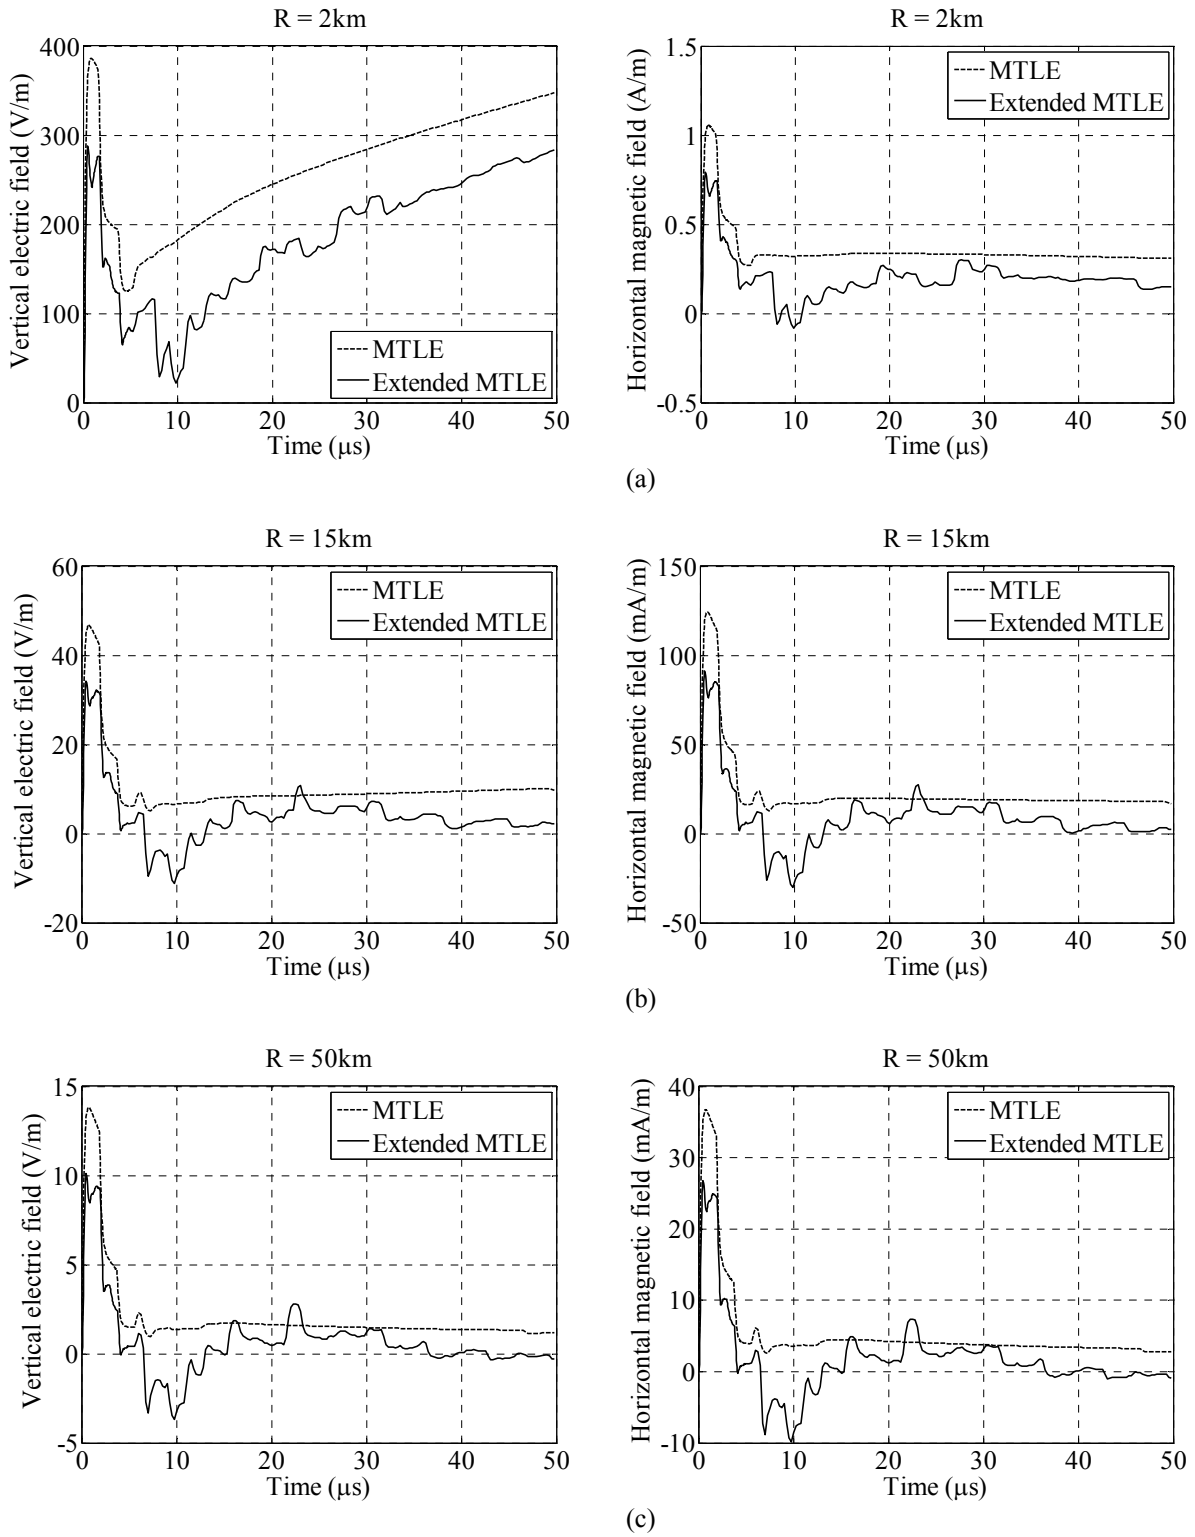 R = 2km
Vertical electric field (V/m)
400
300
200
100
0
MTLE
Extended MTLE
0 10 20 30 40 50
Time (μs)
R = 2km
Horizontal magnetic field (A/m)
1.5
1
0.5
0
-0.5
MTLE
Extended MTLE
0 10 20 30 40 50
Time (μs)
(a)
R = 15km
Vertical electric field (V/m)
60
40
20
0
-20
MTLE
Extended MTLE
0 10 20 30 40 50
Time (μs)
R = 15km
Horizontal magnetic field (mA/m)
150
100
50
0
-50
MTLE
Extended MTLE
0 10 20 30 40 50
Time (μs)
(b)
R = 50km
Vertical electric field (V/m)
15
10
5
0
-5
MTLE
Extended MTLE
0 10 20 30 40 50
Time (μs)
R = 50km
Horizontal magnetic field (mA/m)
40
30
20
10
0
-10
MTLE
Extended MTLE
0 10 20 30 40 50
Time (μs)
(c)